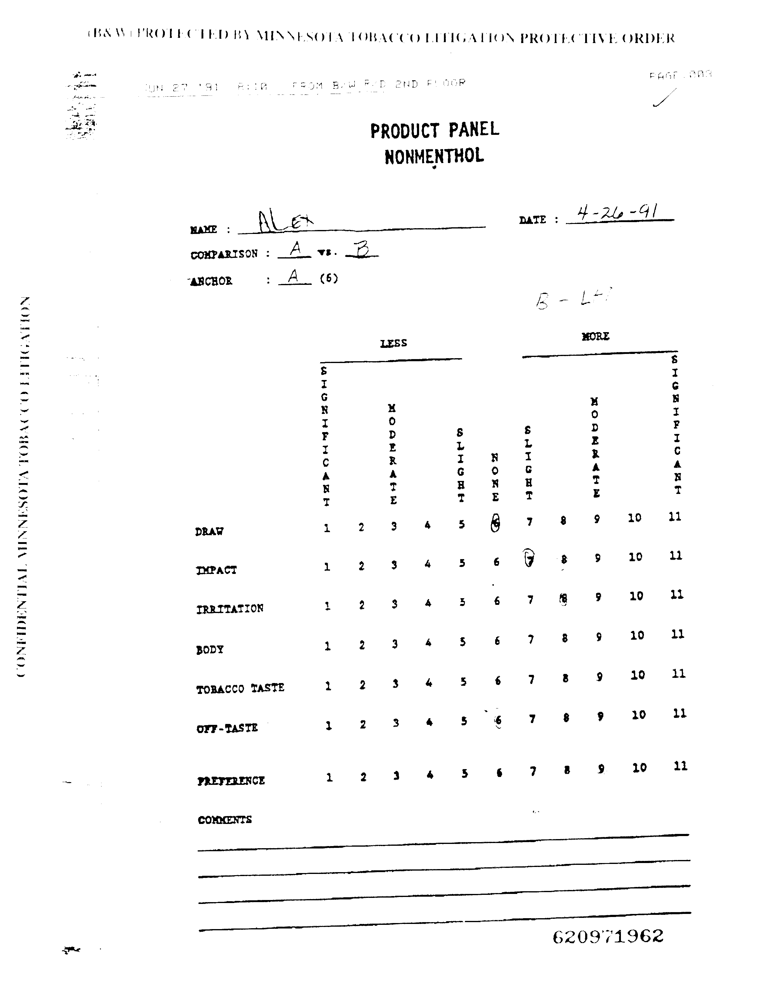 (B&W) PROTECTED BY MINNESOTA TOBACCO LITIGATION PROTECTIVE ORDER
JUN 27 '91 8:10 FROM B/W R/D 2ND FLOOR PAGE.003
PRODUCT PANEL
NONMENTHOL
NAME : ALEX DATE : 4-26-91
COMPARISON : A vs. B
ANCHOR : A (6)
B -
LESS MORE
SIGNIFICANT MODERATE SLIGHT NONE SLIGHT MODERATE SIGNIFICANT
DRAW 1 2 3 4 5 6 7 8 9 10 11
IMPACT 1 2 3 4 5 6 7 8 9 10 11
IRRITATION 1 2 3 4 5 6 7 8 9 10 11
BODY 1 2 3 4 5 6 7 8 9 10 11
TOBACCO TASTE 1 2 3 4 5 6 7 8 9 10 11
OFF-TASTE 1 2 3 4 5 6 7 8 9 10 11
PREFERENCE 1 2 3 4 5 6 7 8 9 10 11
COMMENTS
620971962
CONFIDENTIAL MINNESOTA TOBACCO LITIGATION